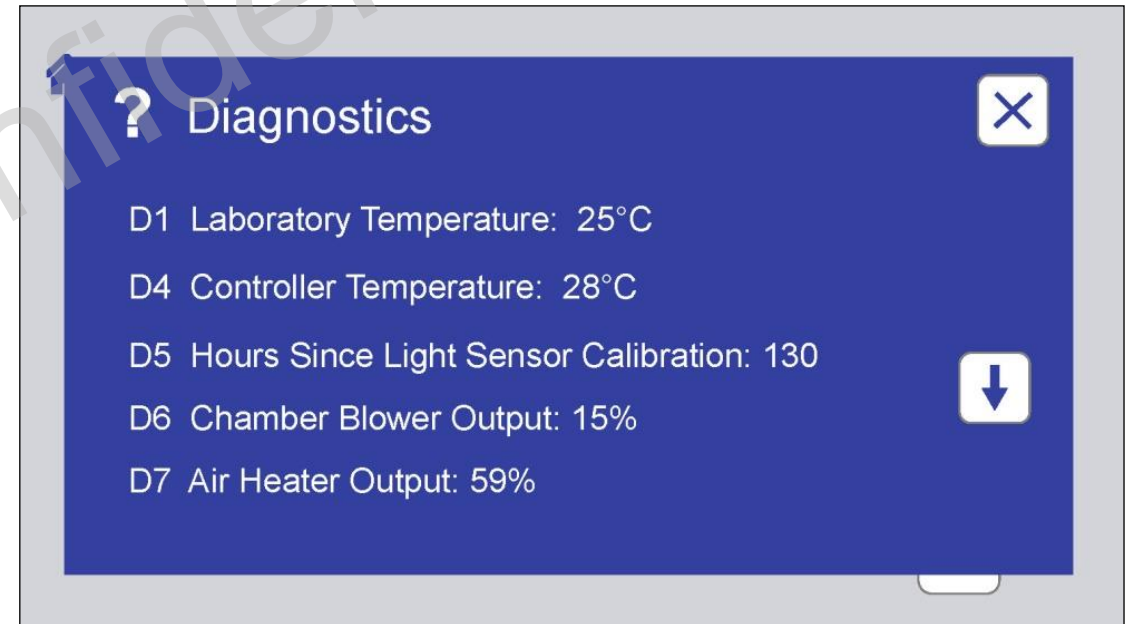 ? Diagnostics
D1 Laboratory Temperature: 25°C
D4 Controller Temperature: 28°C
D5 Hours Since Light Sensor Calibration: 130
D6 Chamber Blower Output: 15%
D7 Air Heater Output: 59%